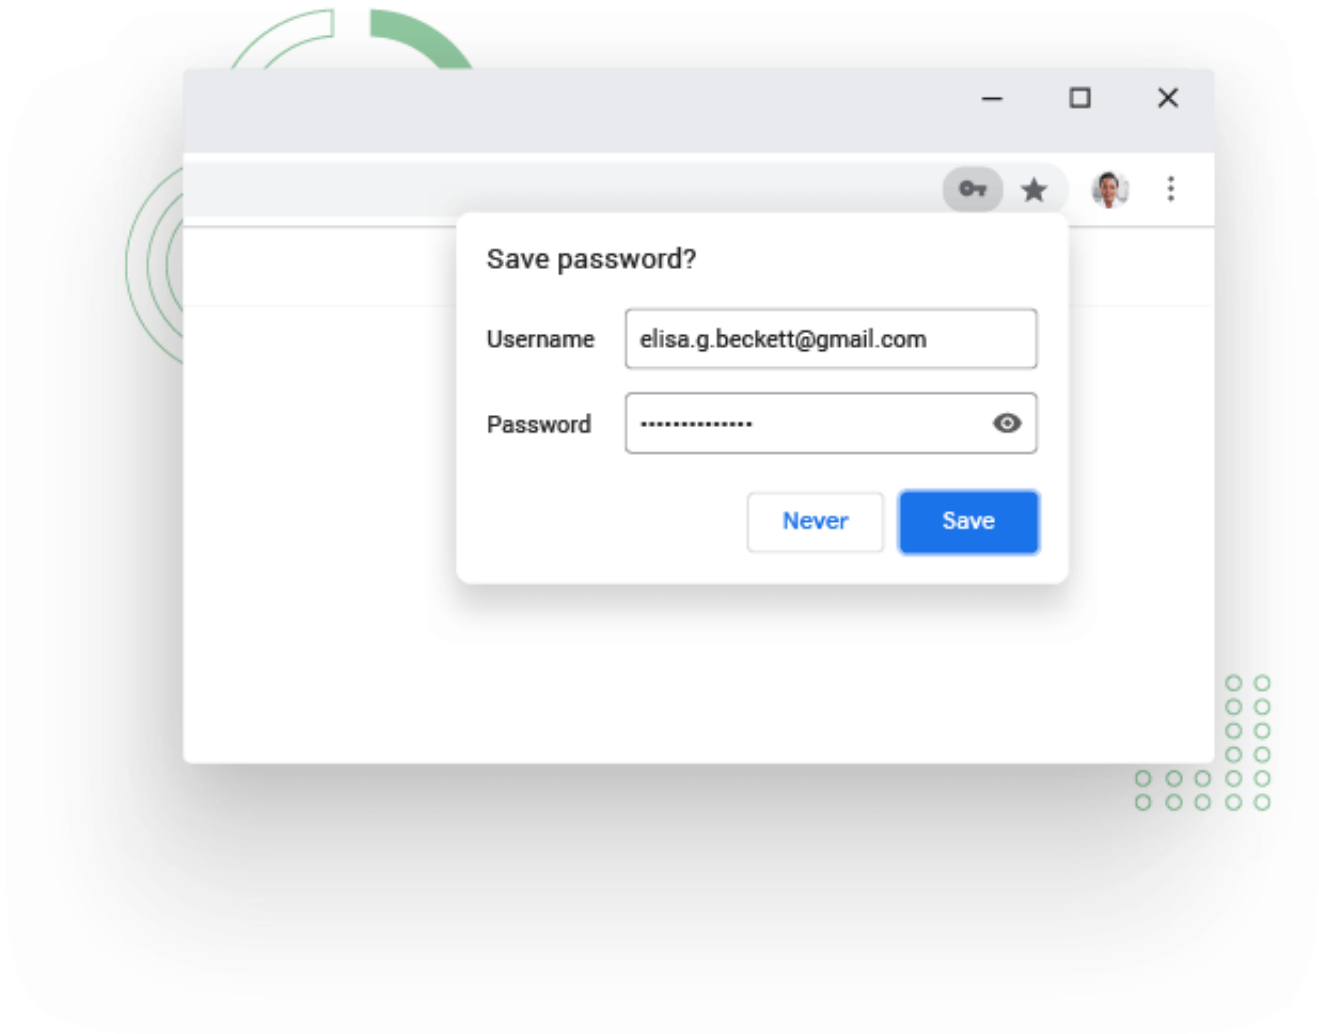 Save password?
Username elisa.g.beckett@gmail.com
Password ••••••••••••••
Never Save